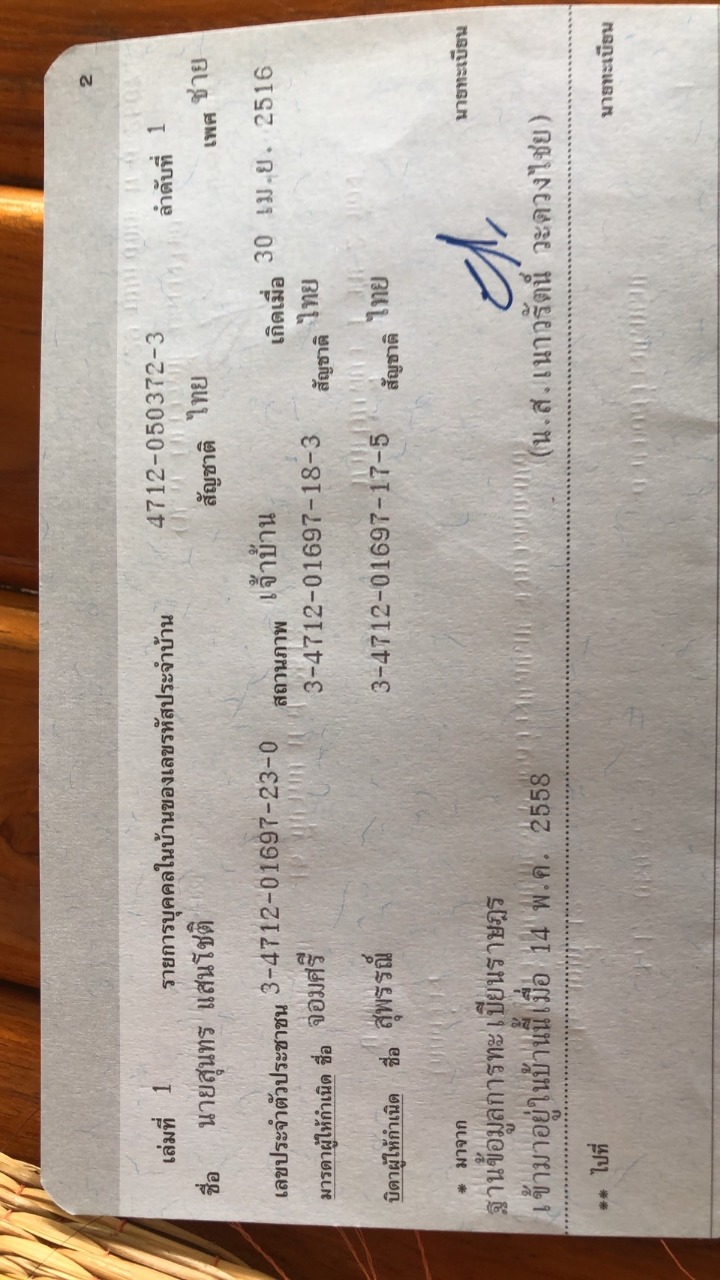 2
เล่มที่ 1 รายการบุคคลในบ้านของเลขรหัสประจำบ้าน 4712-050372-3 ลำดับที่ 1
ชื่อ นายสุนทร แสนโชติ สัญชาติ ไทย เพศ ชาย
เลขประจำตัวประชาชน 3-4712-01697-23-0 สถานภาพ เจ้าบ้าน เกิดเมื่อ 30 เม.ย. 2516
มารดาผู้ให้กำเนิด ชื่อ จอมศรี 3-4712-01697-18-3 สัญชาติ ไทย
บิดาผู้ให้กำเนิด ชื่อ สุพรรณ์ 3-4712-01697-17-5 สัญชาติ ไทย
* มาจาก นายทะเบียน
ฐานข้อมูลการทะเบียนราษฎร
เข้ามาอยู่ในบ้านนี้เมื่อ 14 พ.ค. 2558 (น.ส.เนาวรัตน์ วะดวงไชย)
** ไปที่ นายทะเบียน